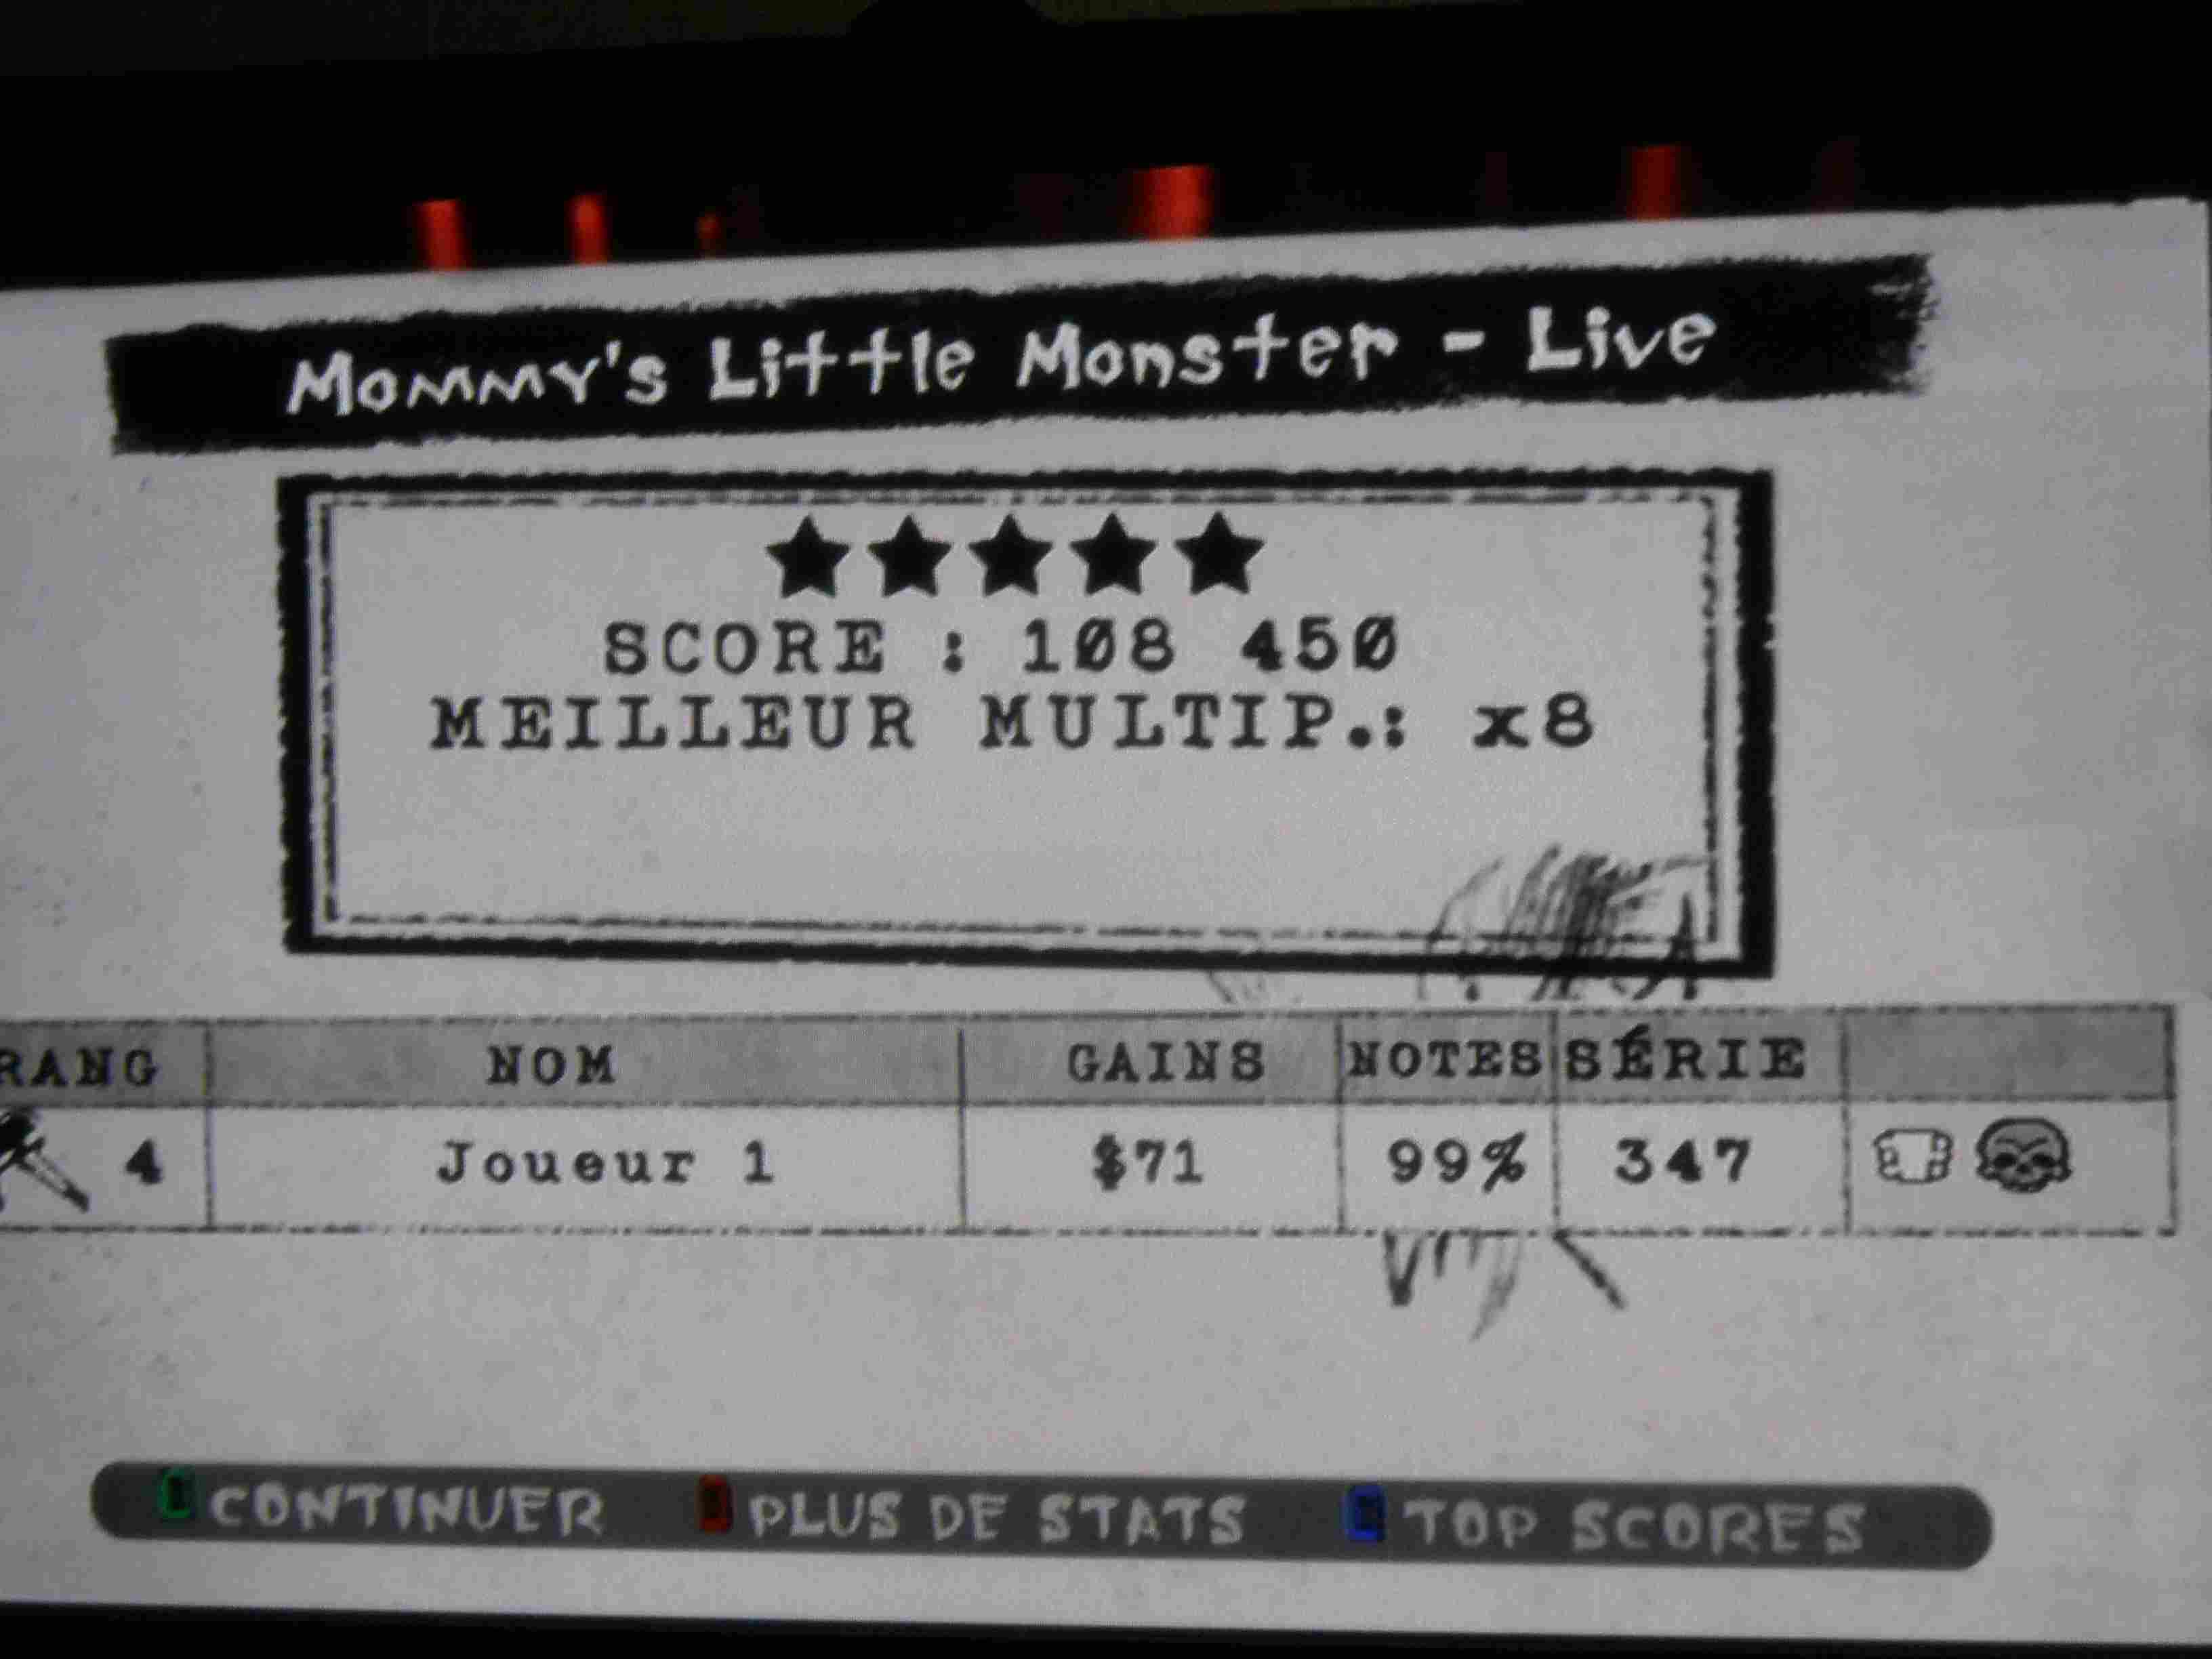 Mommy's Little Monster - Live
SCORE : 108 450
MEILLEUR MULTIP.: x8
RANG NOM GAINS NOTES SÉRIE
4 Joueur 1 $71 99% 347
CONTINUER PLUS DE STATS TOP SCORES